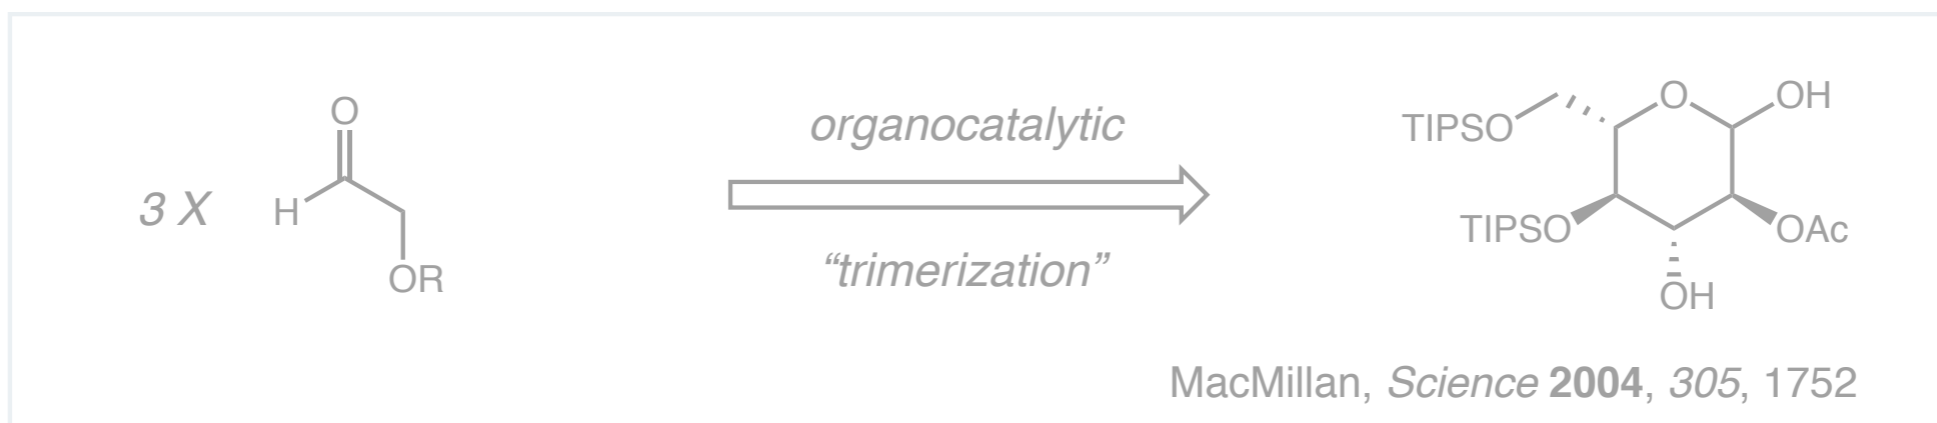 O
3 X
H
OR
organocatalytic
“trimerization”
TIPSO
O
OH
TIPSO
OAc
OH
MacMillan, Science 2004, 305, 1752